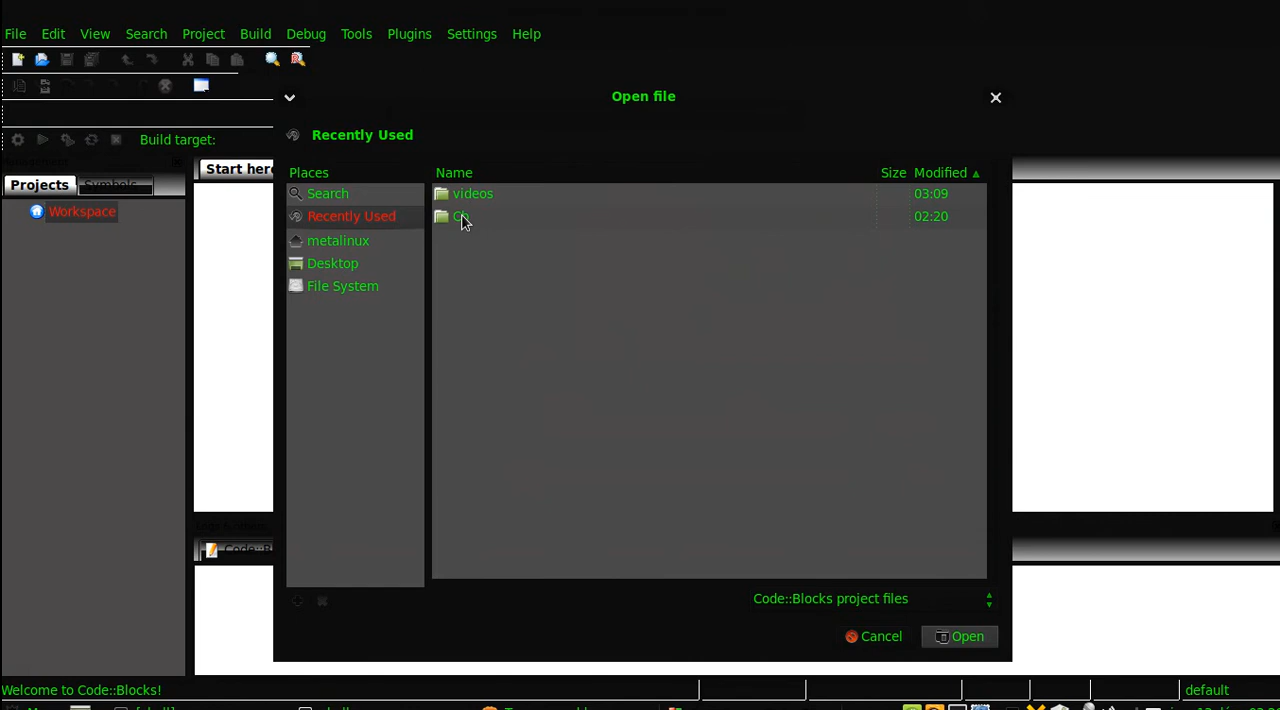 File Edit View Search Project Build Debug Tools Plugins Settings Help
Open file
Recently Used
Build target:
Start here
Places Name Size Modified
Projects Symbols
Search videos 03:09
Workspace Recently Used 02:20
metalinux
Desktop
File System
Code::Blocks project files
Cancel Open
Welcome to Code::Blocks! default